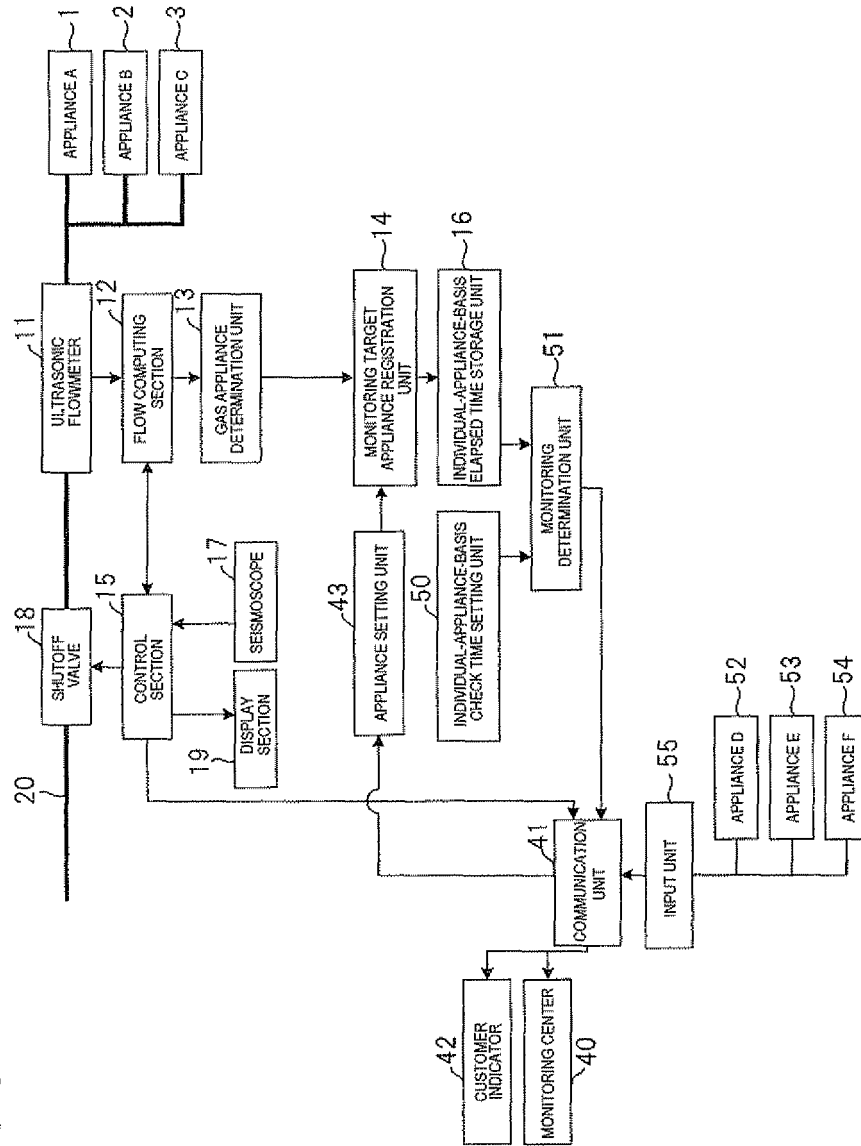 20
18
SHUTOFF
VALVE
11
ULTRASONIC
FLOWMETER
1
APPLIANCE A
2
APPLIANCE B
3
APPLIANCE C
15
CONTROL
SECTION
12
FLOW COMPUTING
SECTION
13
GAS APPLIANCE
DETERMINATION UNIT
17
SEISMOSCOPE
19
DISPLAY
SECTION
43
APPLIANCE SETTING UNIT
14
MONITORING TARGET
APPLIANCE REGISTRATION
UNIT
50
INDIVIDUAL-APPLIANCE-BASIS
CHECK TIME SETTING UNIT
16
INDIVIDUAL-APPLIANCE-BASIS
ELAPSED TIME STORAGE UNIT
51
MONITORING
DETERMINATION UNIT
41
COMMUNICATION
UNIT
42
CUSTOMER
INDICATOR
40
MONITORING CENTER
55
INPUT UNIT
52
APPLIANCE D
53
APPLIANCE E
54
APPLIANCE F